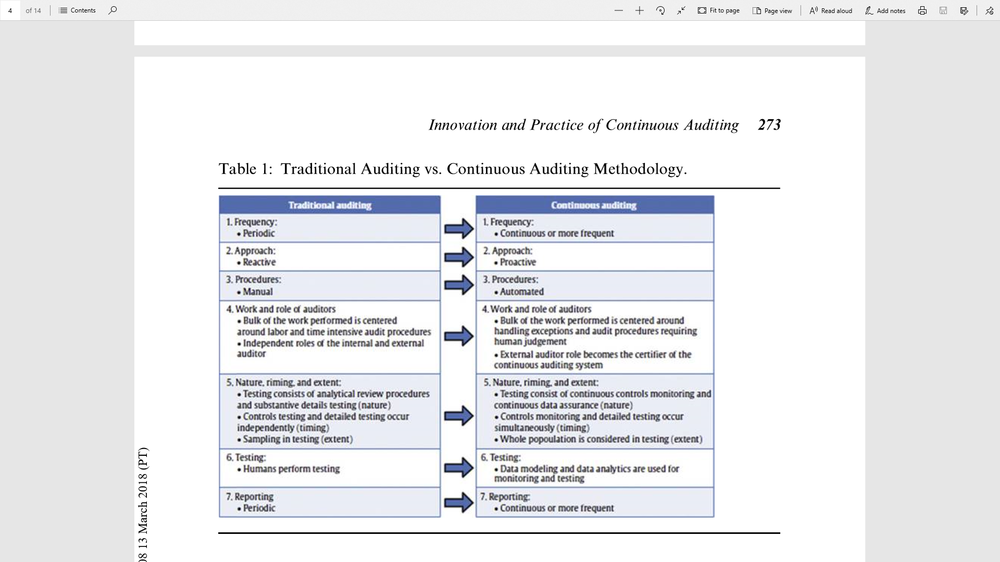 4 of 14 Contents Fit to page Page view Read aloud Add notes
Innovation and Practice of Continuous Auditing 273
Table 1: Traditional Auditing vs. Continuous Auditing Methodology.
Traditional auditing
1. Frequency:
• Periodic
2. Approach:
• Reactive
3. Procedures:
• Manual
4. Work and role of auditors
• Bulk of the work performed is centered
around labor and time intensive audit procedures
• Independent roles of the internal and external
auditor
5. Nature, riming, and extent:
• Testing consists of analytical review procedures
and substantive details testing (nature)
• Controls testing and detailed testing occur
independently (timing)
• Sampling in testing (extent)
6. Testing:
• Humans perform testing
7. Reporting
• Periodic
Continuous auditing
1. Frequency:
• Continuous or more frequent
2. Approach:
• Proactive
3. Procedures:
• Automated
4. Work and role of auditors
• Bulk of the work performed is centered around
handling exceptions and audit procedures requiring
human judgement
• External auditor role becomes the certifier of the
continuous auditing system
5. Nature, riming, and extent:
• Testing consist of continuous controls monitoring and
continuous data assurance (nature)
• Controls monitoring and detailed testing occur
simultaneously (timing)
• Whole popoulation is considered in testing (extent)
6. Testing:
• Data modeling and data analytics are used for
monitoring and testing
7. Reporting:
• Continuous or more frequent
08 13 March 2018 (PT)